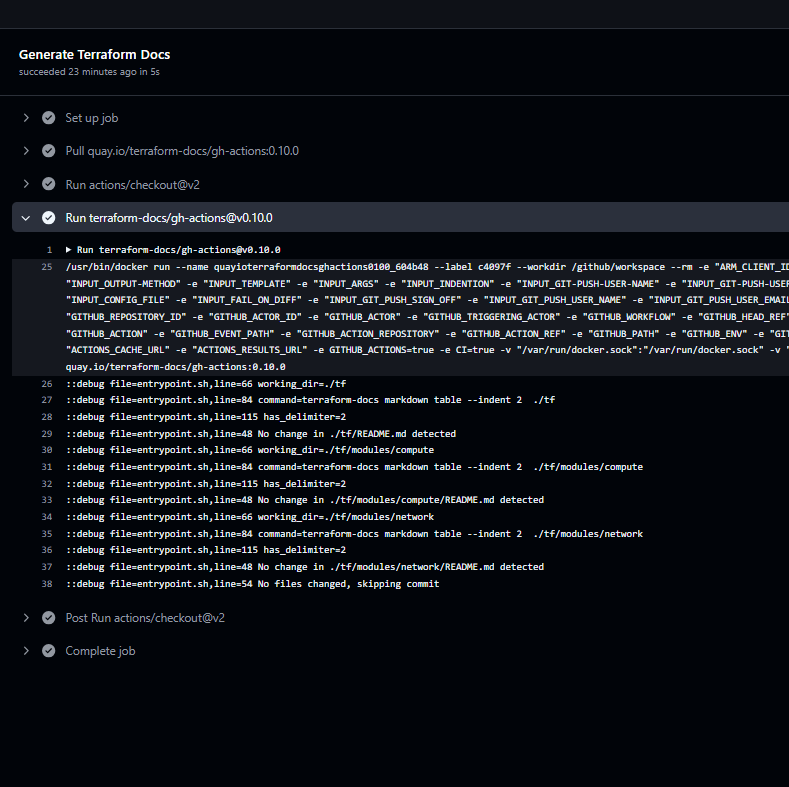 Generate Terraform Docs
succeeded 23 minutes ago in 5s
Set up job
Pull quay.io/terraform-docs/gh-actions:0.10.0
Run actions/checkout@v2
Run terraform-docs/gh-actions@v0.10.0
1 ▶ Run terraform-docs/gh-actions@v0.10.0
25 /usr/bin/docker run --name quayioterraformdocsghactions0100_604b48 --label c4097f --workdir /github/workspace --rm -e "ARM_CLIENT_ID
"INPUT_OUTPUT-METHOD" -e "INPUT_TEMPLATE" -e "INPUT_ARGS" -e "INPUT_INDENTION" -e "INPUT_GIT-PUSH-USER-NAME" -e "INPUT_GIT-PUSH-USER
"INPUT_CONFIG_FILE" -e "INPUT_FAIL_ON_DIFF" -e "INPUT_GIT_PUSH_SIGN_OFF" -e "INPUT_GIT_PUSH_USER_NAME" -e "INPUT_GIT_PUSH_USER_EMAIL
"GITHUB_REPOSITORY_ID" -e "GITHUB_ACTOR_ID" -e "GITHUB_ACTOR" -e "GITHUB_TRIGGERING_ACTOR" -e "GITHUB_WORKFLOW" -e "GITHUB_HEAD_REF"
"GITHUB_ACTION" -e "GITHUB_EVENT_PATH" -e "GITHUB_ACTION_REPOSITORY" -e "GITHUB_ACTION_REF" -e "GITHUB_PATH" -e "GITHUB_ENV" -e "GIT
"ACTIONS_CACHE_URL" -e "ACTIONS_RESULTS_URL" -e GITHUB_ACTIONS=true -e CI=true -v "/var/run/docker.sock":"/var/run/docker.sock" -v "
quay.io/terraform-docs/gh-actions:0.10.0
26 ::debug file=entrypoint.sh,line=66 working_dir=./tf
27 ::debug file=entrypoint.sh,line=84 command=terraform-docs markdown table --indent 2  ./tf
28 ::debug file=entrypoint.sh,line=115 has_delimiter=2
29 ::debug file=entrypoint.sh,line=48 No change in ./tf/README.md detected
30 ::debug file=entrypoint.sh,line=66 working_dir=./tf/modules/compute
31 ::debug file=entrypoint.sh,line=84 command=terraform-docs markdown table --indent 2  ./tf/modules/compute
32 ::debug file=entrypoint.sh,line=115 has_delimiter=2
33 ::debug file=entrypoint.sh,line=48 No change in ./tf/modules/compute/README.md detected
34 ::debug file=entrypoint.sh,line=66 working_dir=./tf/modules/network
35 ::debug file=entrypoint.sh,line=84 command=terraform-docs markdown table --indent 2  ./tf/modules/network
36 ::debug file=entrypoint.sh,line=115 has_delimiter=2
37 ::debug file=entrypoint.sh,line=48 No change in ./tf/modules/network/README.md detected
38 ::debug file=entrypoint.sh,line=54 No files changed, skipping commit
Post Run actions/checkout@v2
Complete job